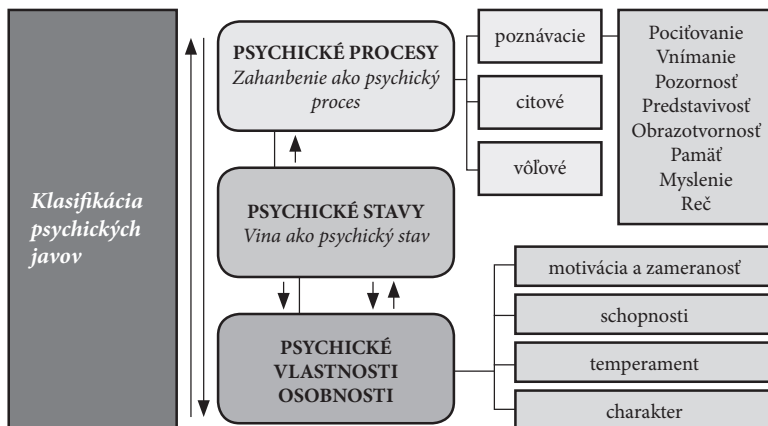 Klasifikácia
psychických
javov
PSYCHICKÉ PROCESY
Zahanbenie ako psychický
proces
poznávacie
citové
vôľové
Pociťovanie
Vnímanie
Pozornosť
Predstavivosť
Obrazotvornosť
Pamäť
Myslenie
Reč
PSYCHICKÉ STAVY
Vina ako psychický stav
PSYCHICKÉ
VLASTNOSTI
OSOBNOSTI
motivácia a zameranosť
schopnosti
temperament
charakter